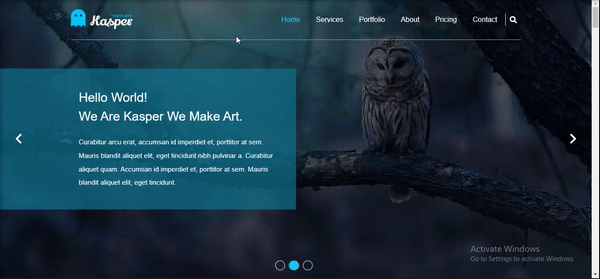 TEMPLATE
Kasper
Home Services Portfolio About Pricing Contact
Hello World!
We Are Kasper We Make Art.
Curabitur arcu erat, accumsan id imperdiet et, porttitor at sem.
Mauris blandit aliquet elit, eget tincidunt nibh pulvinar a. Curabitur
aliquet quam. Accumsan id imperdiet et, porttitor at sem. Mauris
blandit aliquet elit, eget tincidunt.
Activate Windows
Go to Settings to activate Windows.